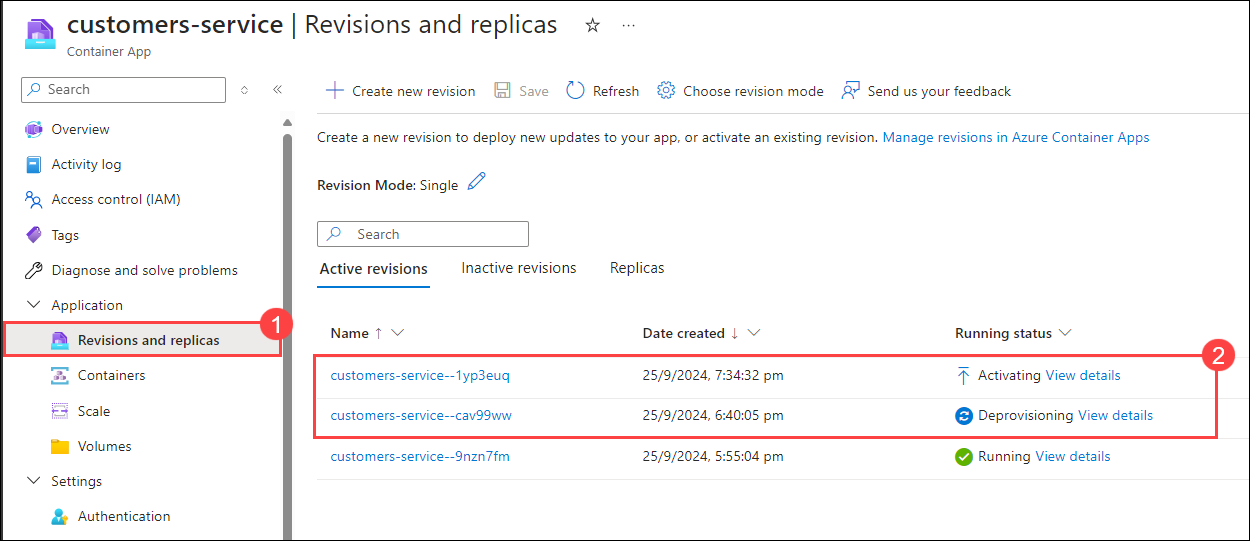 customers-service | Revisions and replicas ☆ ···
Container App
Search
«
Create new revision Save Refresh Choose revision mode Send us your feedback
Overview
Activity log
Access control (IAM)
Tags
Diagnose and solve problems
Application
1
Revisions and replicas
Containers
Scale
Volumes
Settings
Authentication
Create a new revision to deploy new updates to your app, or activate an existing revision. Manage revisions in Azure Container Apps
Revision Mode: Single
Search
Active revisions Inactive revisions Replicas
Name ↑ Date created ↓ Running status
2
customers-service--1yp3euq 25/9/2024, 7:34:32 pm Activating View details
customers-service--cav99ww 25/9/2024, 6:40:05 pm Deprovisioning View details
customers-service--9nzn7fm 25/9/2024, 5:55:04 pm Running View details